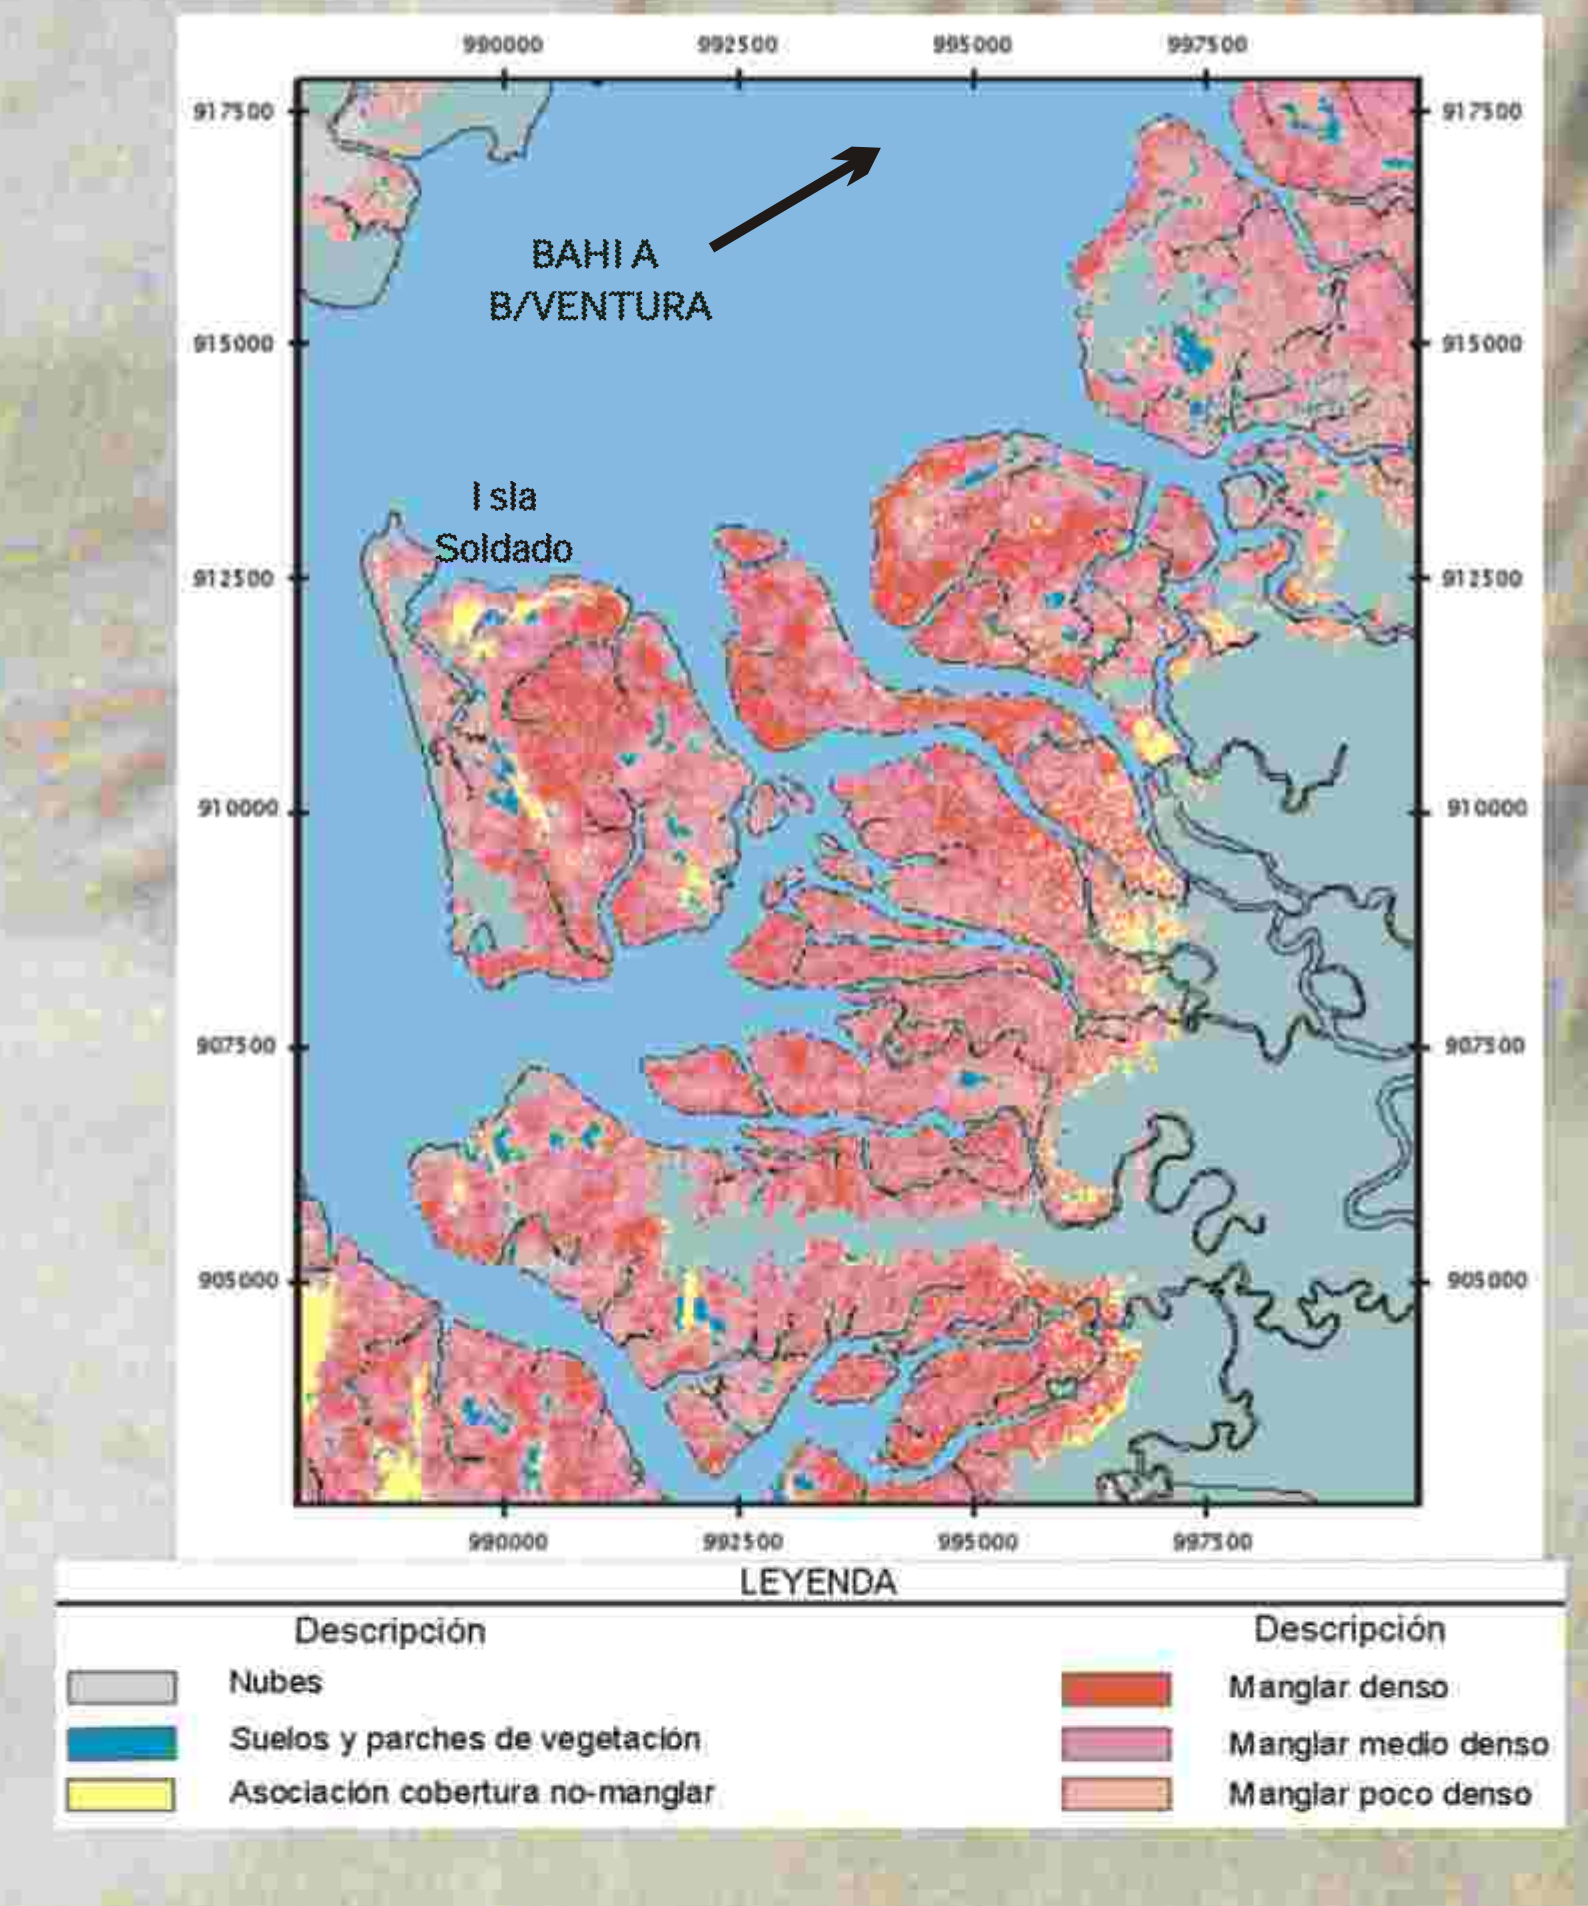 990000 992500 995000 997500
917500 917500
BAHIA
B/VENTURA
915000 915000
Isla
Soldado
912500 912500
910000 910000
907500 907500
905000 905000
990000 992500 995000 997500
LEYENDA
Descripción Descripción
Nubes Manglar denso
Suelos y parches de vegetación Manglar medio denso
Asociación cobertura no-manglar Manglar poco denso